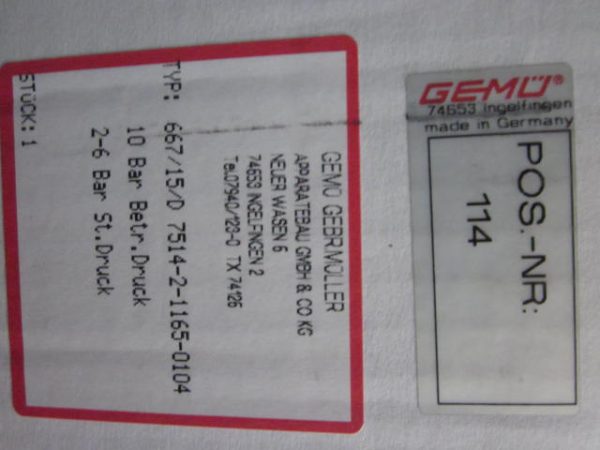 GEMÜ GEBR.MÜLLER
APPARATEBAU GMBH & CO KG
NEUER WASEN 6
74653 INGELFINGEN 2
Tel.07940/123-0 TX 74126
TYP: 667/15/D 7514-2-1165-0104
10 Bar Betr.Druck
2-6 Bar St.Druck
STÜCK: 1
GEMÜ®
74653 Ingelfingen
made in Germany
POS.-NR:
114